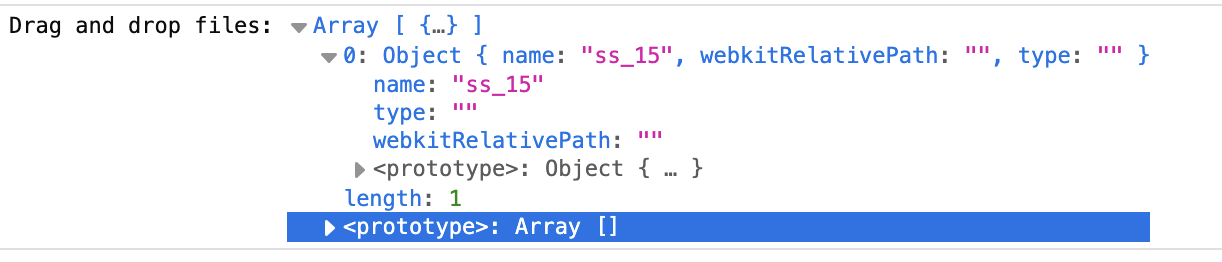 Drag and drop files: Array [ {…} ]
0: Object { name: "ss_15", webkitRelativePath: "", type: "" }
name: "ss_15"
type: ""
webkitRelativePath: ""
<prototype>: Object { … }
length: 1
<prototype>: Array []